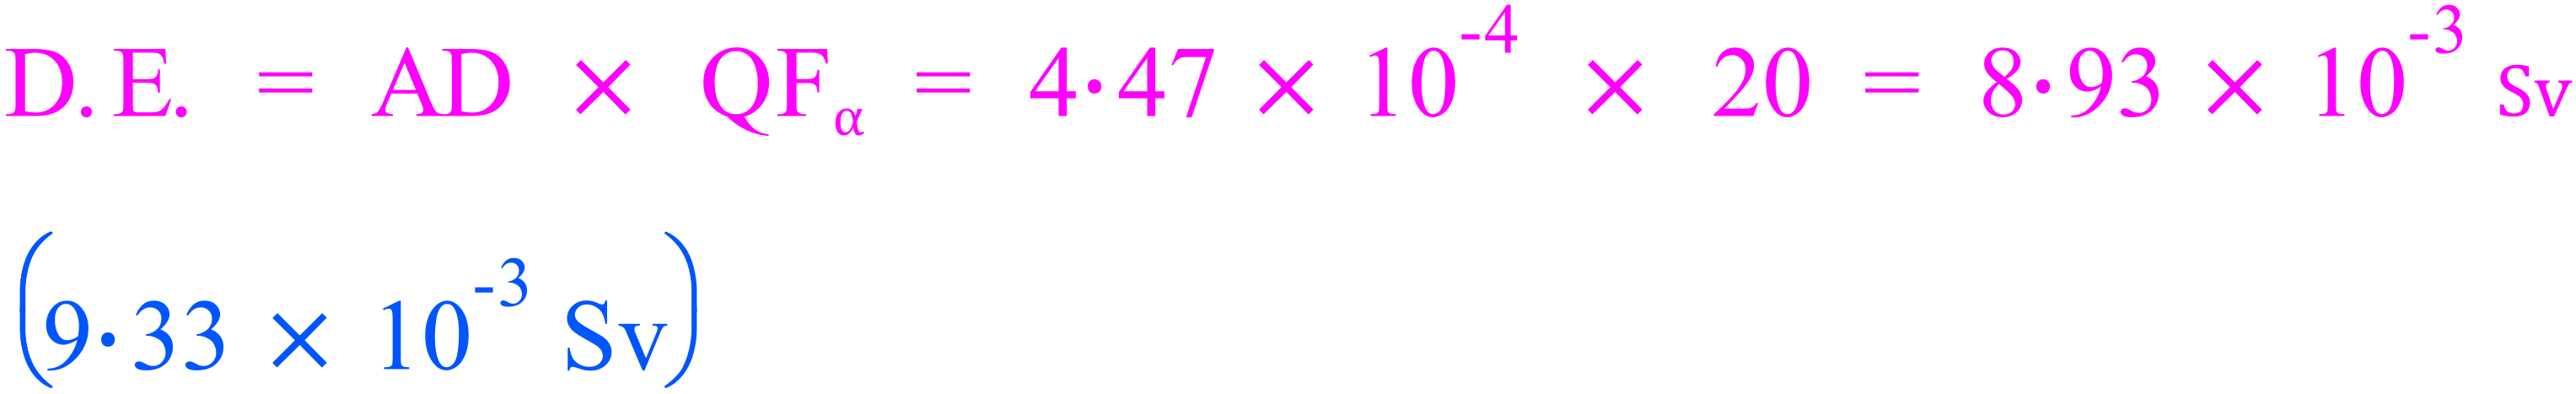 D.E. = AD × QFα = 4·47 × 10⁻⁴ × 20 = 8·93 × 10⁻³ sv
(9·33 × 10⁻³ Sv)